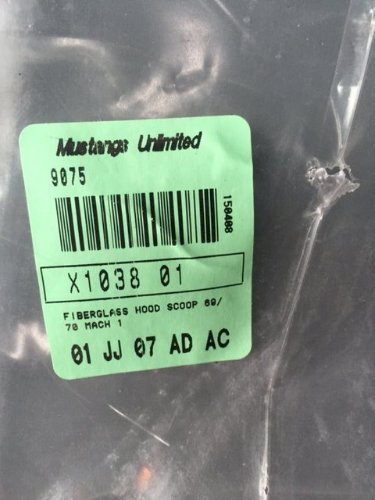 Mustangs Unlimited
9075
150408
X1038 01
FIBERGLASS HOOD SCOOP 69/
70 MACH 1
01 JJ 07 AD AC